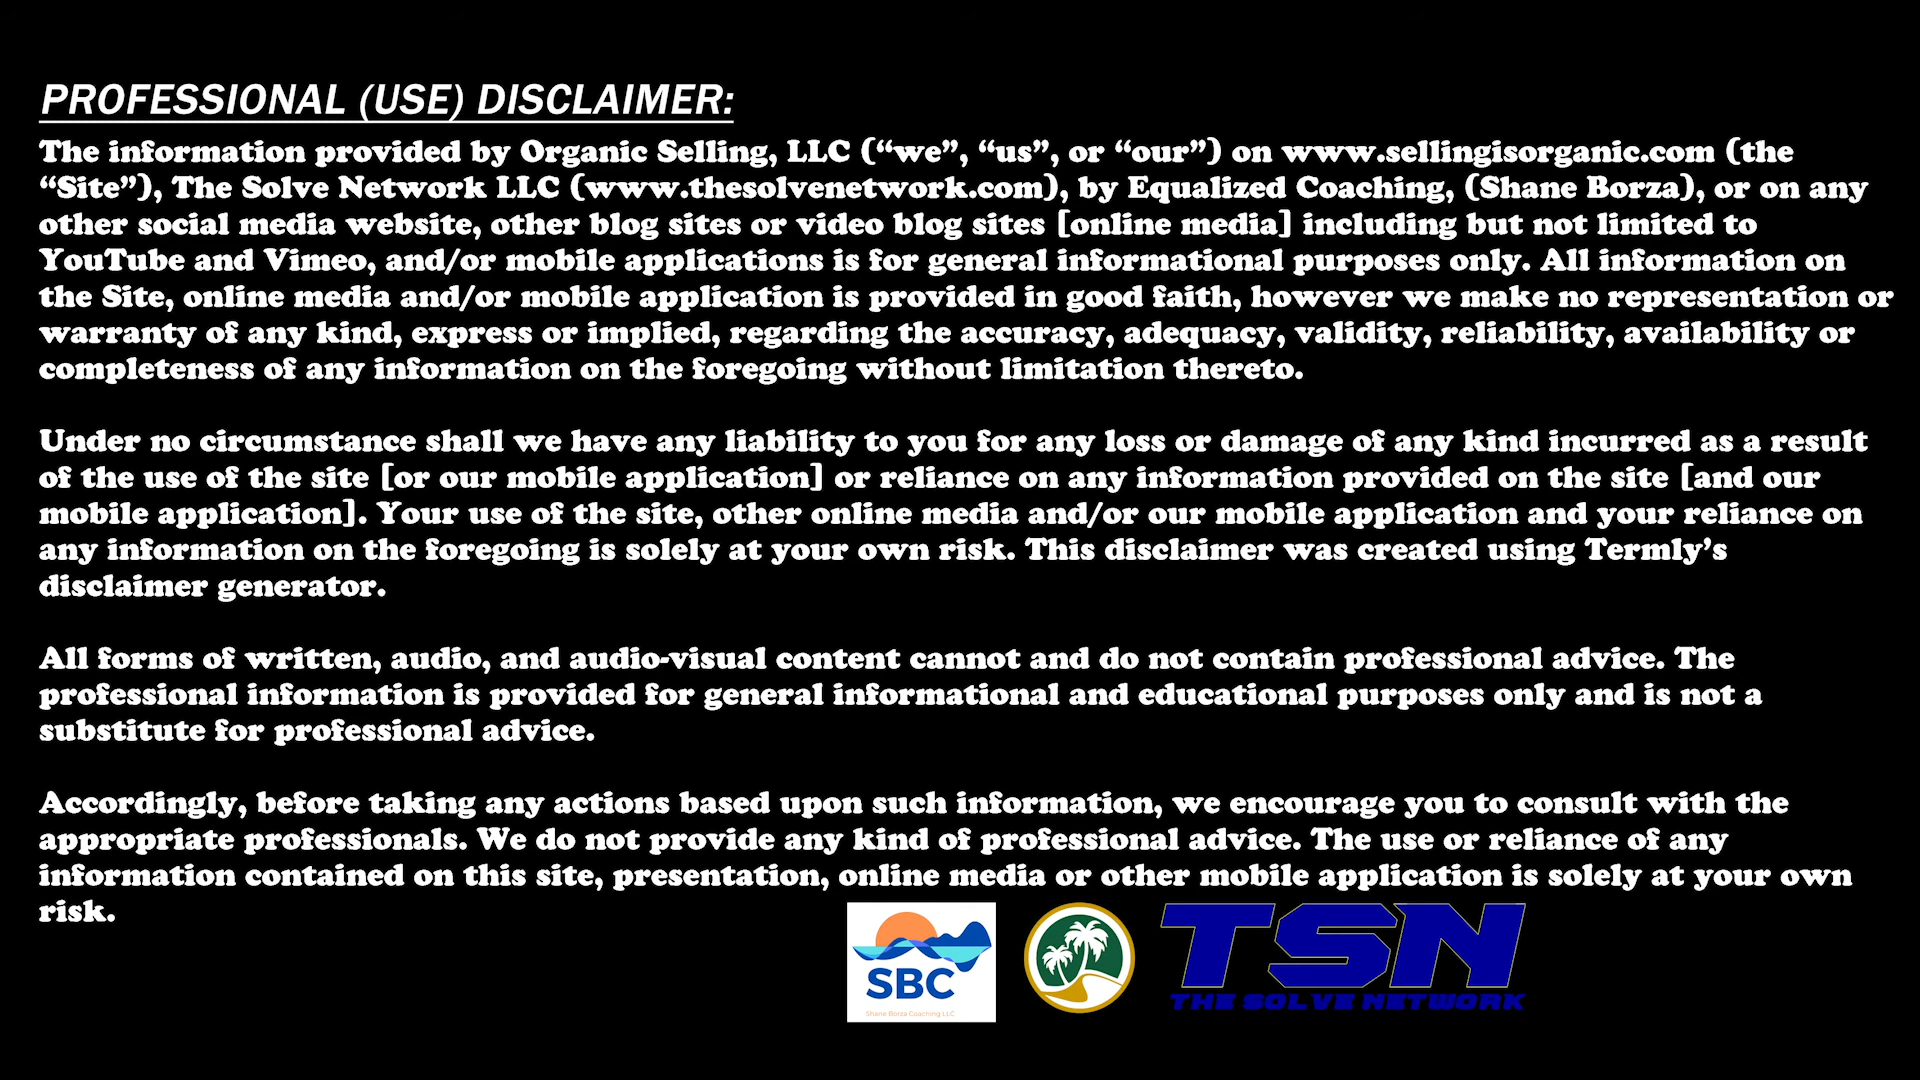 PROFESSIONAL (USE) DISCLAIMER:
The information provided by Organic Selling, LLC (“we”, “us”, or “our”) on www.sellingisorganic.com (the
“Site”), The Solve Network LLC (www.thesolvenetwork.com), by Equalized Coaching, (Shane Borza), or on any
other social media website, other blog sites or video blog sites [online media] including but not limited to
YouTube and Vimeo, and/or mobile applications is for general informational purposes only. All information on
the Site, online media and/or mobile application is provided in good faith, however we make no representation or
warranty of any kind, express or implied, regarding the accuracy, adequacy, validity, reliability, availability or
completeness of any information on the foregoing without limitation thereto.
Under no circumstance shall we have any liability to you for any loss or damage of any kind incurred as a result
of the use of the site [or our mobile application] or reliance on any information provided on the site [and our
mobile application]. Your use of the site, other online media and/or our mobile application and your reliance on
any information on the foregoing is solely at your own risk. This disclaimer was created using Termly’s
disclaimer generator.
All forms of written, audio, and audio-visual content cannot and do not contain professional advice. The
professional information is provided for general informational and educational purposes only and is not a
substitute for professional advice.
Accordingly, before taking any actions based upon such information, we encourage you to consult with the
appropriate professionals. We do not provide any kind of professional advice. The use or reliance of any
information contained on this site, presentation, online media or other mobile application is solely at your own
risk.
SBC
Shane Borza Coaching LLC
TSN
THE SOLVE NETWORK